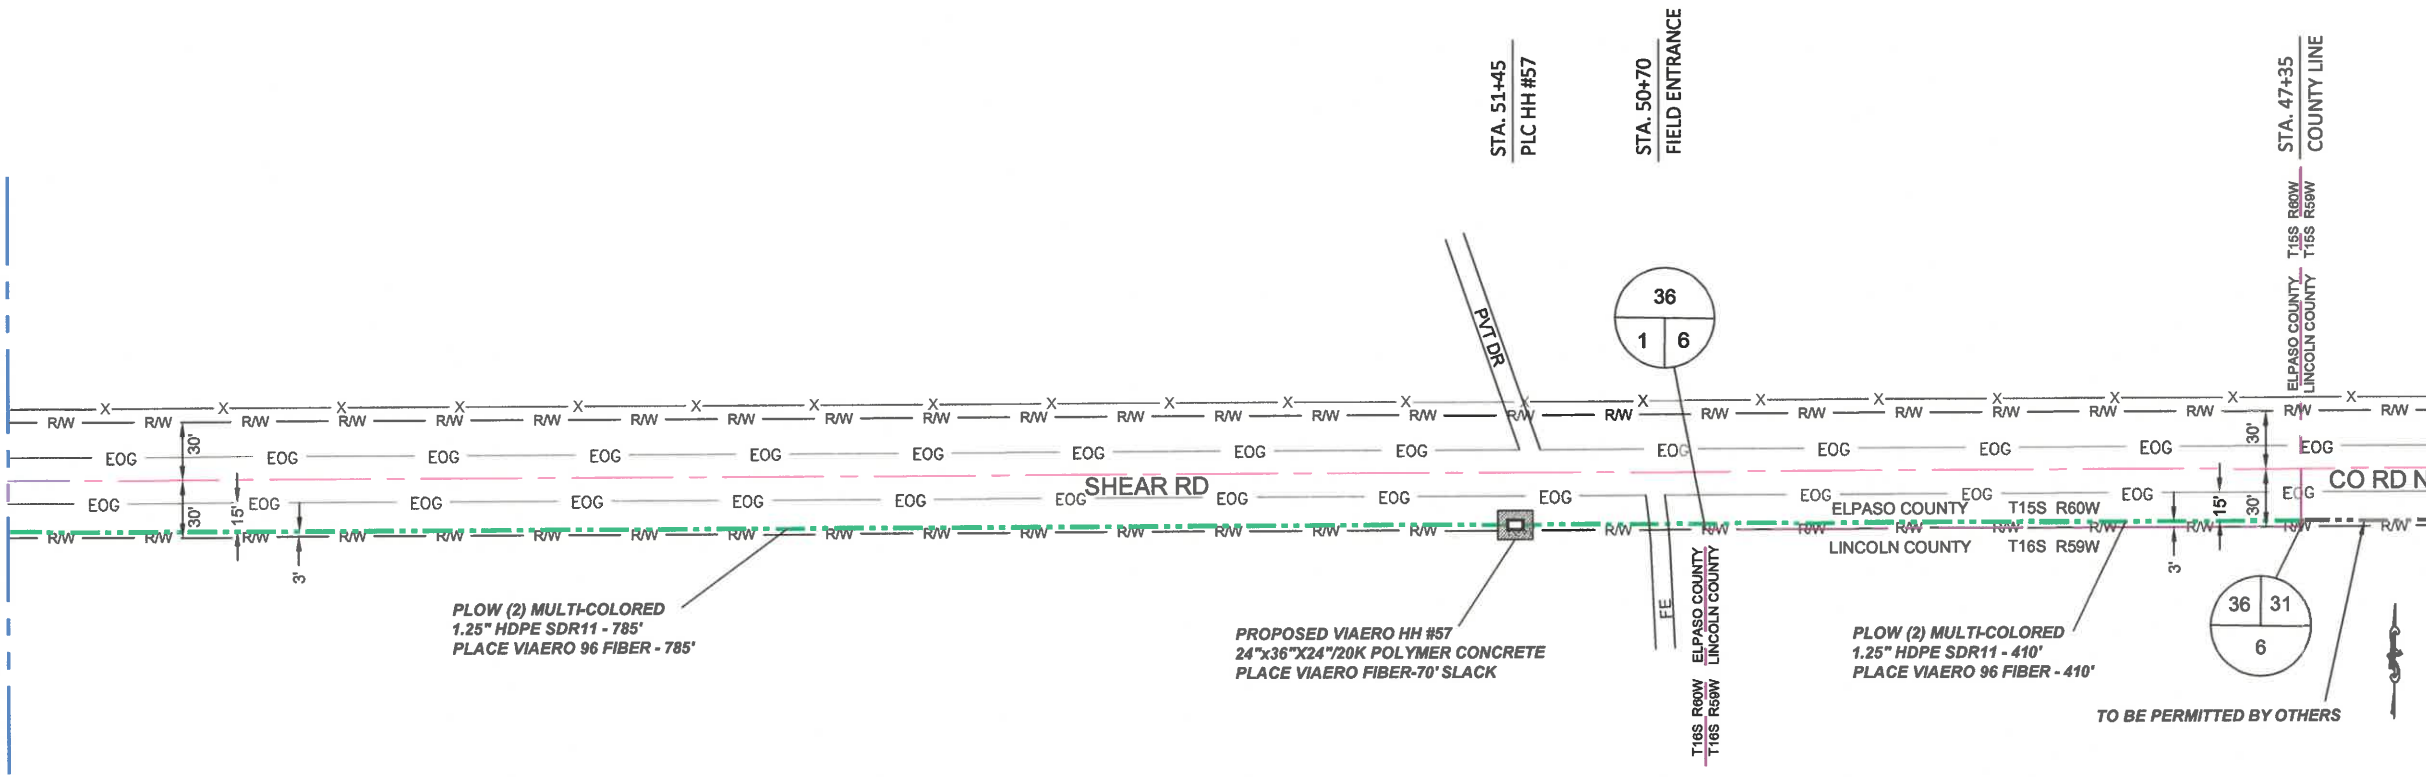 STA. 51+45
PLC HH #57
STA. 50+70
FIELD ENTRANCE
STA. 47+35
COUNTY LINE
ELPASO COUNTY T15S R60W
LINCOLN COUNTY T15S R59W
PVT DR
36
1 6
X X X X X X X X X X X X X X X X X X X X
R/W R/W R/W R/W R/W R/W R/W R/W R/W R/W R/W R/W R/W R/W R/W R/W R/W R/W R/W R/W R/W R/W R/W R/W R/W
30' 30'
EOG EOG EOG EOG EOG EOG EOG EOG EOG EOG EOG EOG EOG EOG
SHEAR RD
CO RD N
EOG EOG EOG EOG EOG EOG EOG EOG EOG EOG EOG EOG EOG EOG
30' 15' 15' 30'
ELPASO COUNTY T15S R60W
R/W R/W R/W R/W R/W R/W R/W R/W R/W R/W R/W R/W R/W R/W R/W R/W R/W R/W R/W R/W R/W R/W R/W R/W
LINCOLN COUNTY T16S R59W
3' 3'
PLOW (2) MULTI-COLORED
1.25" HDPE SDR11 - 785'
PLACE VIAERO 96 FIBER - 785'
PROPOSED VIAERO HH #57
24"x36"X24"/20K POLYMER CONCRETE
PLACE VIAERO FIBER-70' SLACK
FE
T16S R60W ELPASO COUNTY
T16S R59W LINCOLN COUNTY
PLOW (2) MULTI-COLORED
1.25" HDPE SDR11 - 410'
PLACE VIAERO 96 FIBER - 410'
36 31
6
TO BE PERMITTED BY OTHERS